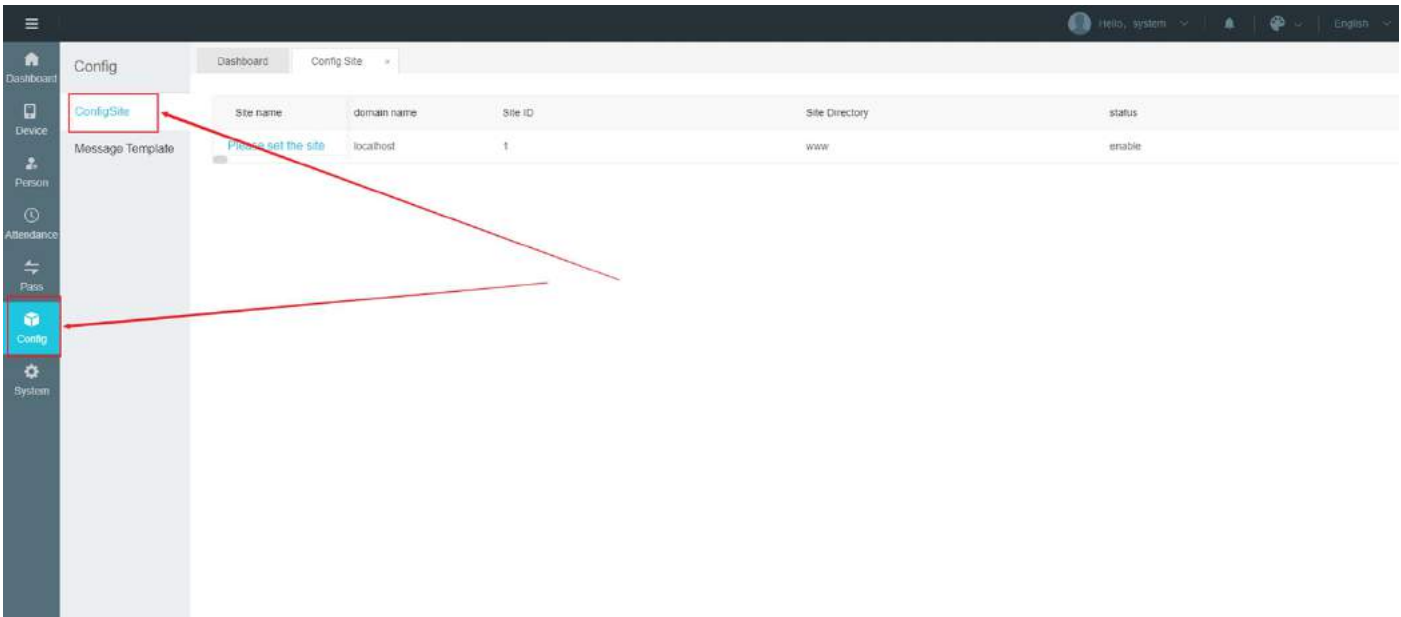 Hello, system
English
Dashboard
Device
Person
Attendance
Pass
Config
System
Config
ConfigSite
Message Template
Dashboard
Config Site ×
Site name domain name Site ID Site Directory status
Please set the site localhost 1 www enable